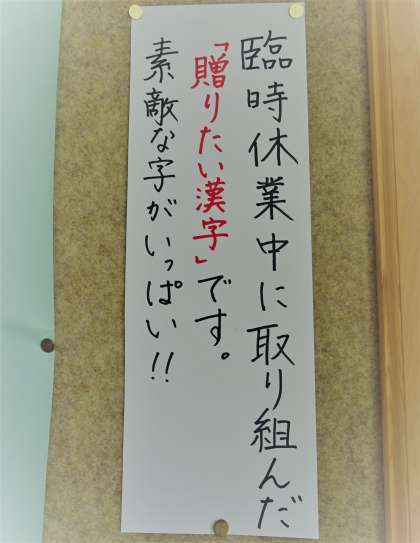 臨時休業中に取り組んだ
「贈りたい漢字」です。
素敵な字がいっぱい!!